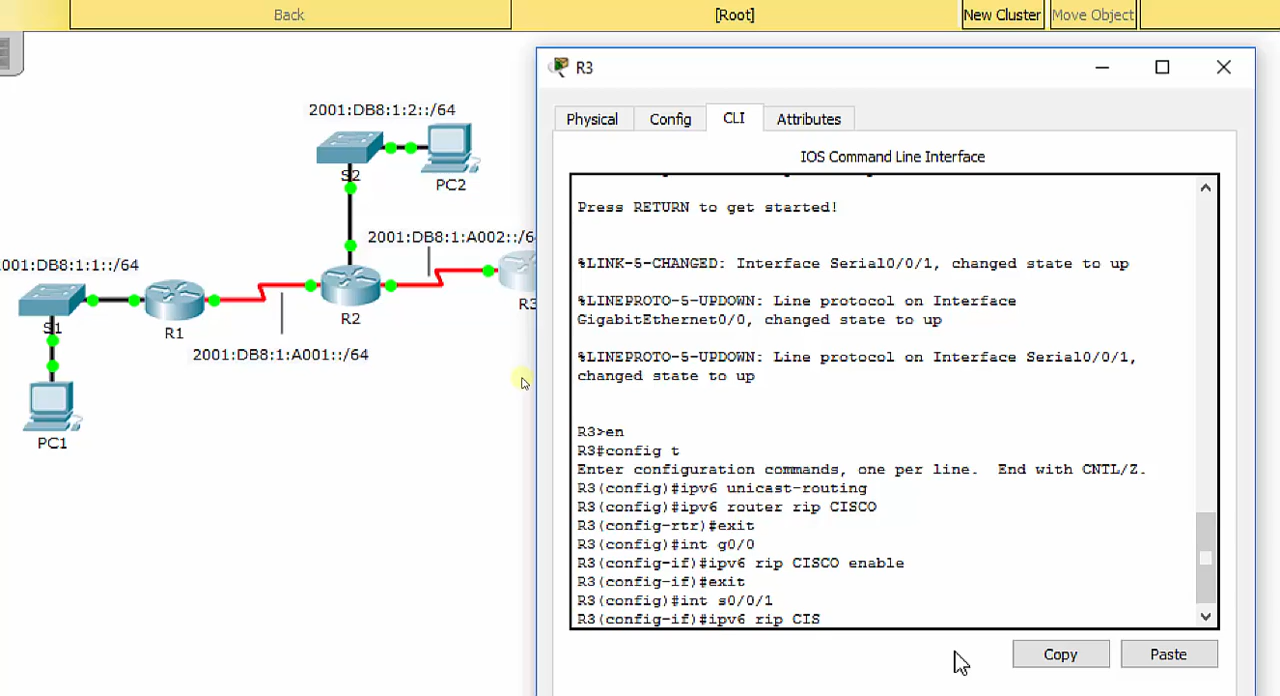 Back
[Root]
New Cluster
Move Object
R3
Physical
Config
CLI
Attributes
IOS Command Line Interface
2001:DB8:1:2::/64
S2
PC2
2001:DB8:1:A002::/6
001:DB8:1:1::/64
S1
R1
R2
R3
2001:DB8:1:A001::/64
PC1
Press RETURN to get started!
%LINK-5-CHANGED: Interface Serial0/0/1, changed state to up
%LINEPROTO-5-UPDOWN: Line protocol on Interface
GigabitEthernet0/0, changed state to up
%LINEPROTO-5-UPDOWN: Line protocol on Interface Serial0/0/1,
changed state to up
R3>en
R3#config t
Enter configuration commands, one per line.  End with CNTL/Z.
R3(config)#ipv6 unicast-routing
R3(config)#ipv6 router rip CISCO
R3(config-rtr)#exit
R3(config)#int g0/0
R3(config-if)#ipv6 rip CISCO enable
R3(config-if)#exit
R3(config)#int s0/0/1
R3(config-if)#ipv6 rip CIS
Copy
Paste